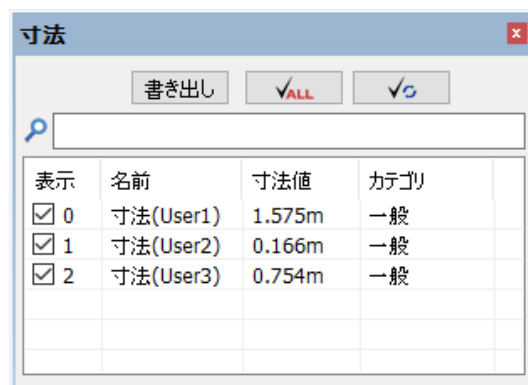 寸法
書き出し ALL
表示 名前 寸法値 カテゴリ
0 寸法(User1) 1.575m 一般
1 寸法(User2) 0.166m 一般
2 寸法(User3) 0.754m 一般